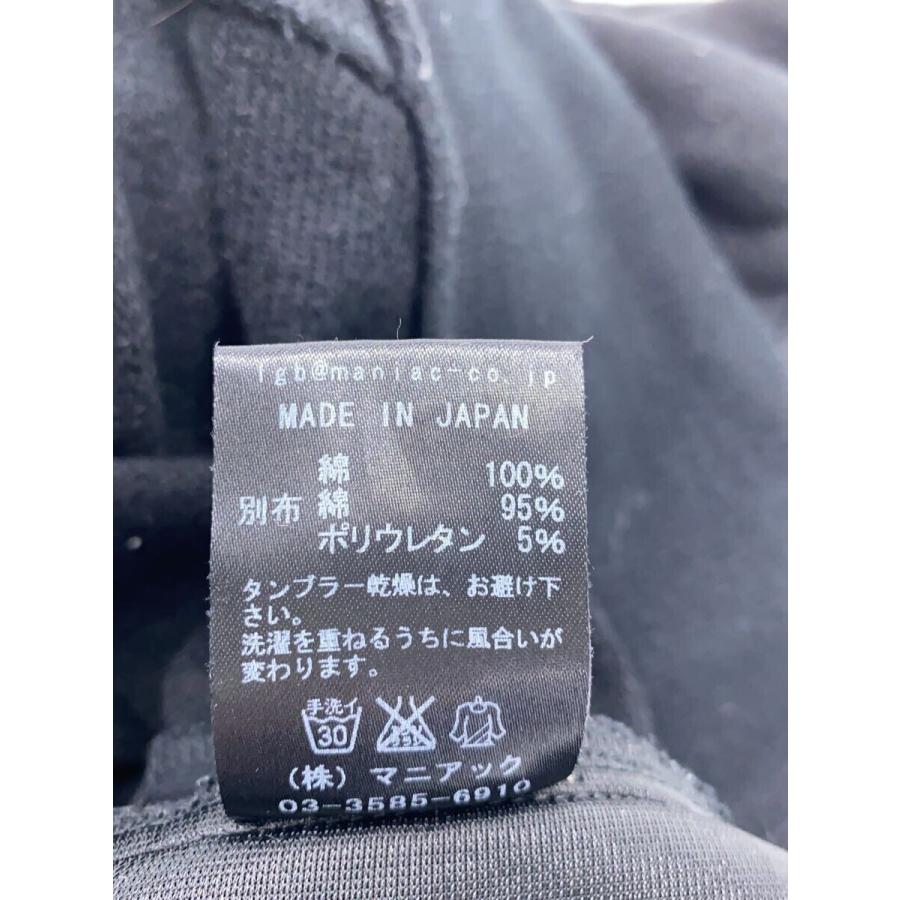 lgb@maniac-co.jp
MADE IN JAPAN
綿 100%
別布 綿 95%
ポリウレタン 5%
タンブラー乾燥は、お避け下
さい。
洗濯を重ねるうちに風合いが
変わります。
手洗イ
30
エンソ
(株) マニアック
03-3585-6910